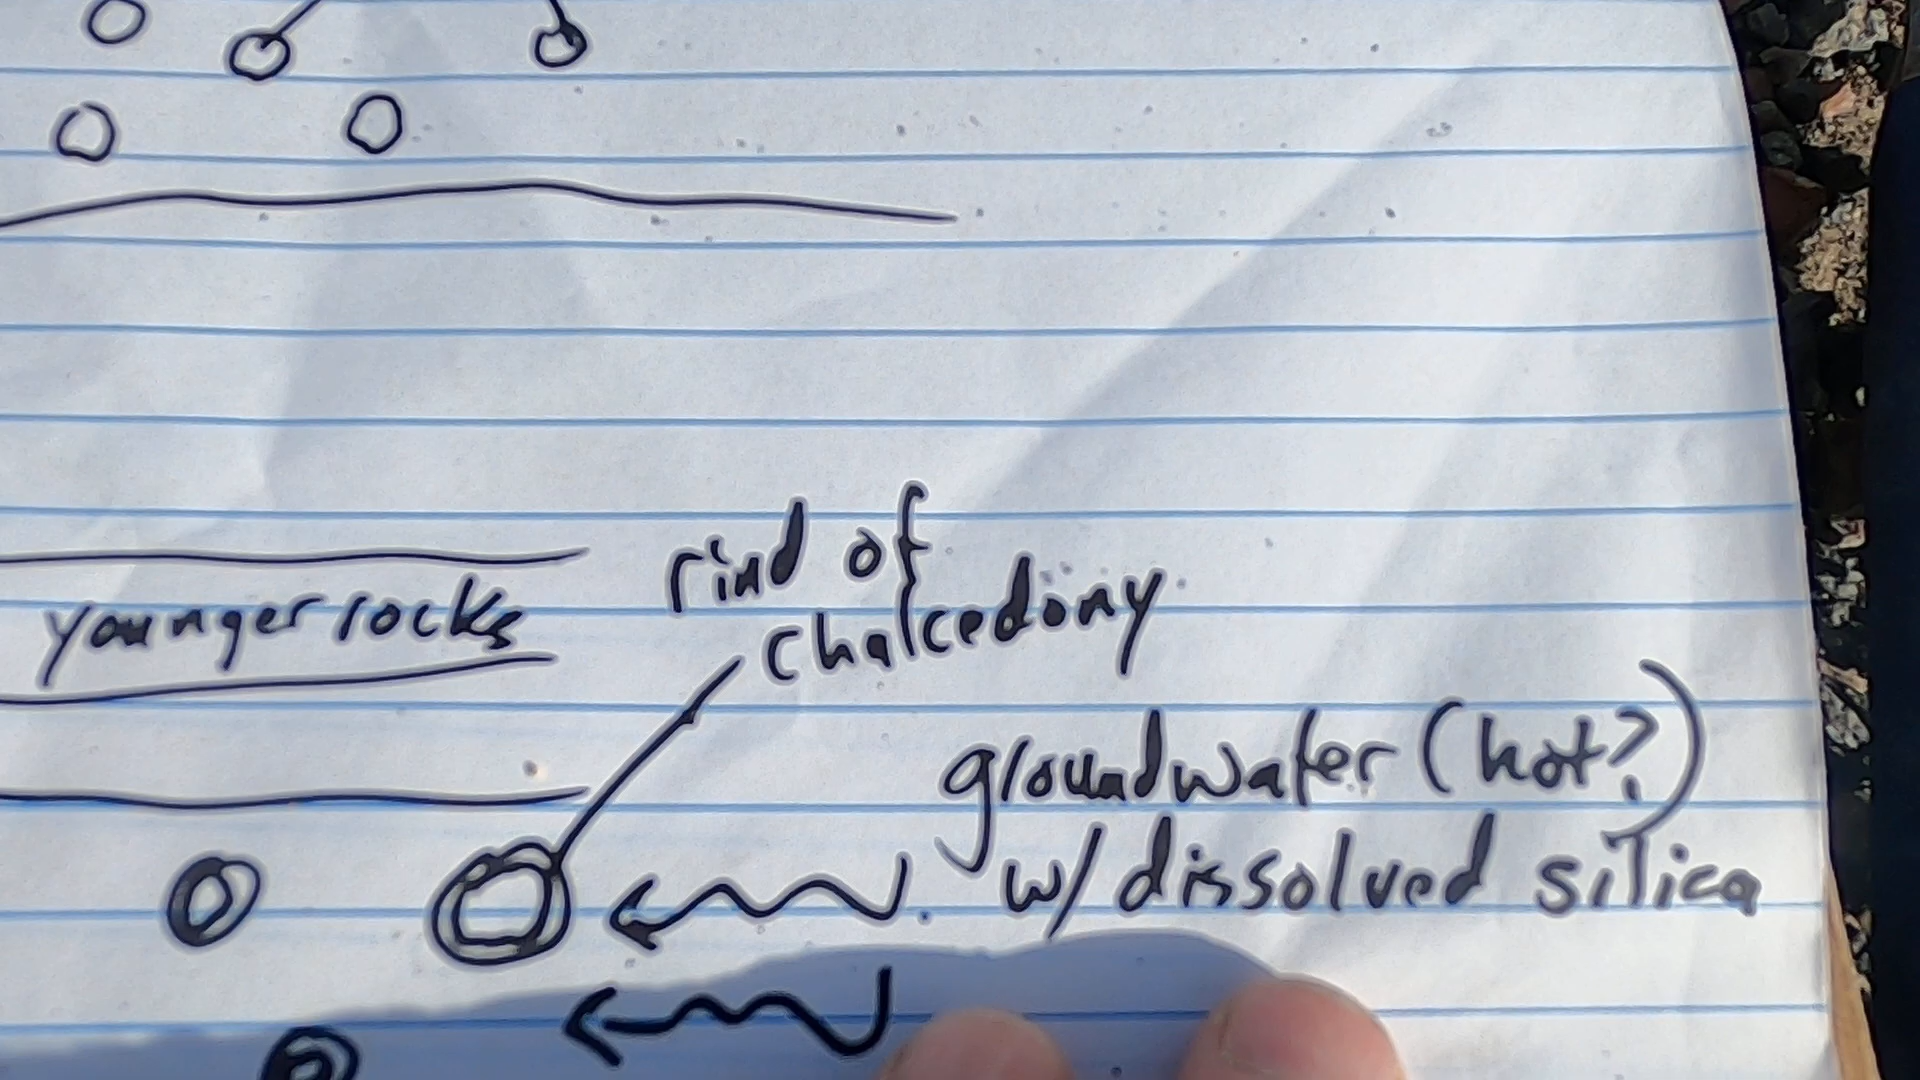 rind of
chalcedony
younger rocks
groundwater (hot?)
w/ dissolved silica